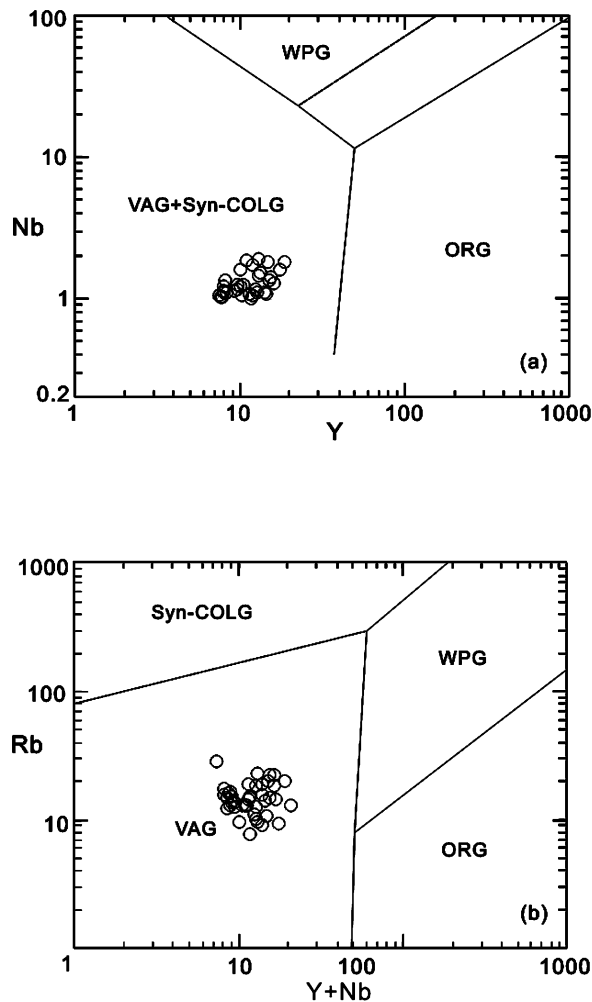 100
WPG
10
VAG+Syn-COLG
Nb
ORG
1
(a)
0.2
1 10 100 1000
Y
1000
Syn-COLG
WPG
100
Rb
VAG
10
ORG
(b)
1 10 100 1000
Y+Nb